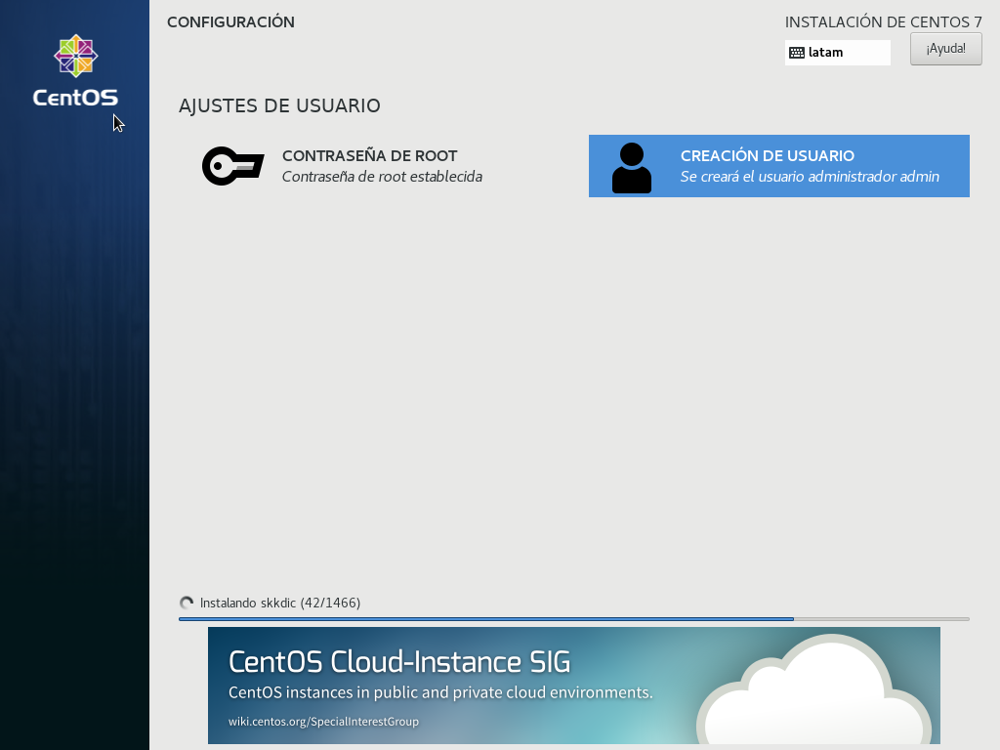 CentOS
CONFIGURACIÓN
INSTALACIÓN DE CENTOS 7
latam
¡Ayuda!
AJUSTES DE USUARIO
CONTRASEÑA DE ROOT
Contraseña de root establecida
CREACIÓN DE USUARIO
Se creará el usuario administrador admin
Instalando skkdic (42/1466)
CentOS Cloud-Instance SIG
CentOS instances in public and private cloud environments.
wiki.centos.org/SpecialInterestGroup